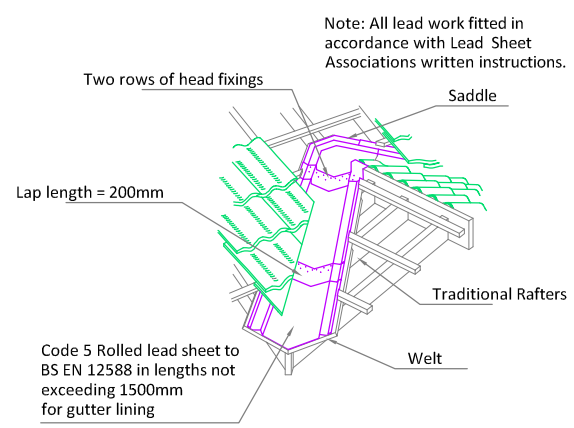 Note: All lead work fitted in
accordance with Lead Sheet
Associations written instructions.
Two rows of head fixings
Saddle
Lap length = 200mm
Traditional Rafters
Code 5 Rolled lead sheet to
BS EN 12588 in lengths not
exceeding 1500mm
for gutter lining
Welt